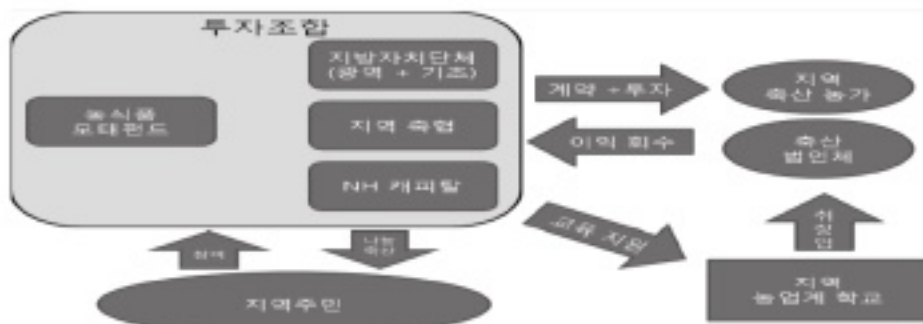 투자조합
지방자치단체
(광역 + 기초)
농식품
모태펀드
지역 축협
NH 캐피탈
계약 +투자
이익 회수
지역
축산 농가
축산
법인체
참여
나눔
축산
교육 지원
취창업
지역주민
지역
농업계 학교